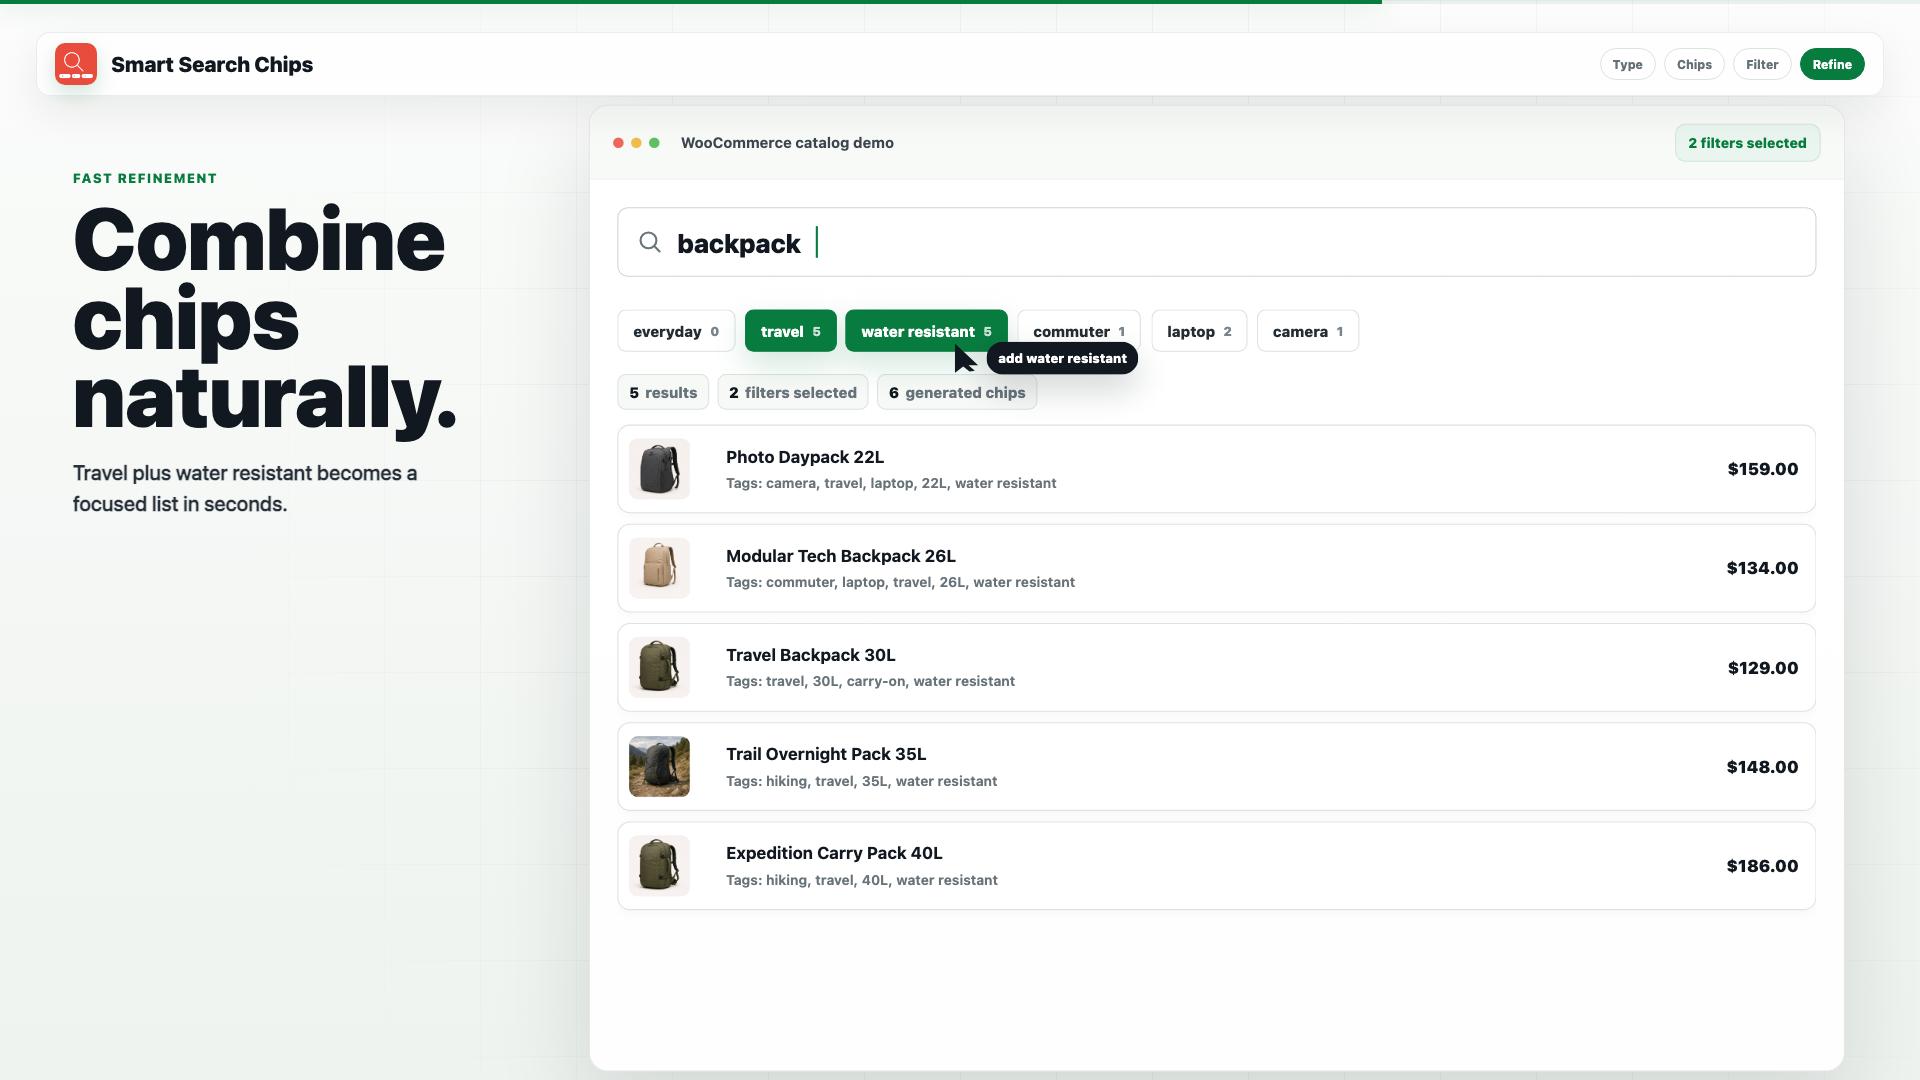 Smart Search Chips
Type
Chips
Filter
Refine
FAST REFINEMENT
Combine
chips
naturally.
Travel plus water resistant becomes a
focused list in seconds.
WooCommerce catalog demo
2 filters selected
backpack
everyday 0
travel 5
water resistant 5
commuter 1
laptop 2
camera 1
add water resistant
5 results
2 filters selected
6 generated chips
Photo Daypack 22L
Tags: camera, travel, laptop, 22L, water resistant
$159.00
Modular Tech Backpack 26L
Tags: commuter, laptop, travel, 26L, water resistant
$134.00
Travel Backpack 30L
Tags: travel, 30L, carry-on, water resistant
$129.00
Trail Overnight Pack 35L
Tags: hiking, travel, 35L, water resistant
$148.00
Expedition Carry Pack 40L
Tags: hiking, travel, 40L, water resistant
$186.00